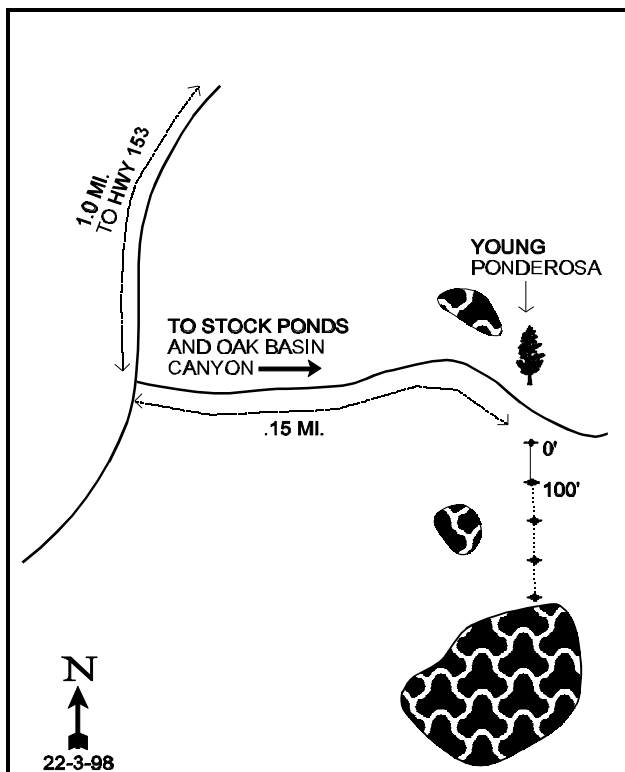 1.0 MI.
TO HWY 153
YOUNG
PONDEROSA
TO STOCK PONDS
AND OAK BASIN
CANYON
.15 MI.
0'
100'
N
22-3-98